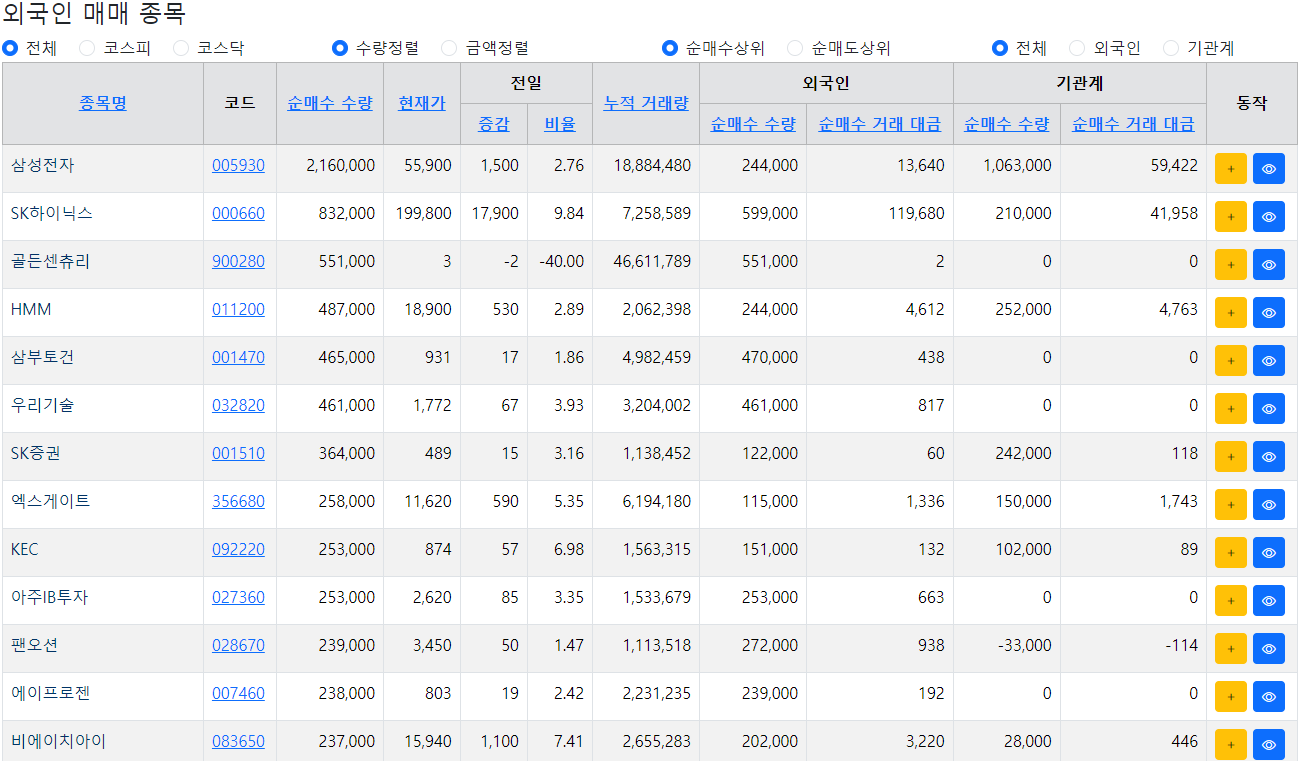 외국인 매매 종목
전체 코스피 코스닥 수량정렬 금액정렬 순매수상위 순매도상위 전체 외국인 기관계
종목명 코드 순매수 수량 현재가 전일 누적 거래량 외국인 기관계 동작
증감 비율 순매수 수량 순매수 거래 대금 순매수 수량 순매수 거래 대금
삼성전자 005930 2,160,000 55,900 1,500 2.76 18,884,480 244,000 13,640 1,063,000 59,422 +
SK하이닉스 000660 832,000 199,800 17,900 9.84 7,258,589 599,000 119,680 210,000 41,958 +
골든센츄리 900280 551,000 3 -2 -40.00 46,611,789 551,000 2 0 0 +
HMM 011200 487,000 18,900 530 2.89 2,062,398 244,000 4,612 252,000 4,763 +
삼부토건 001470 465,000 931 17 1.86 4,982,459 470,000 438 0 0 +
우리기술 032820 461,000 1,772 67 3.93 3,204,002 461,000 817 0 0 +
SK증권 001510 364,000 489 15 3.16 1,138,452 122,000 60 242,000 118 +
엑스게이트 356680 258,000 11,620 590 5.35 6,194,180 115,000 1,336 150,000 1,743 +
KEC 092220 253,000 874 57 6.98 1,563,315 151,000 132 102,000 89 +
아주IB투자 027360 253,000 2,620 85 3.35 1,533,679 253,000 663 0 0 +
팬오션 028670 239,000 3,450 50 1.47 1,113,518 272,000 938 -33,000 -114 +
에이프로젠 007460 238,000 803 19 2.42 2,231,235 239,000 192 0 0 +
비에이치아이 083650 237,000 15,940 1,100 7.41 2,655,283 202,000 3,220 28,000 446 +